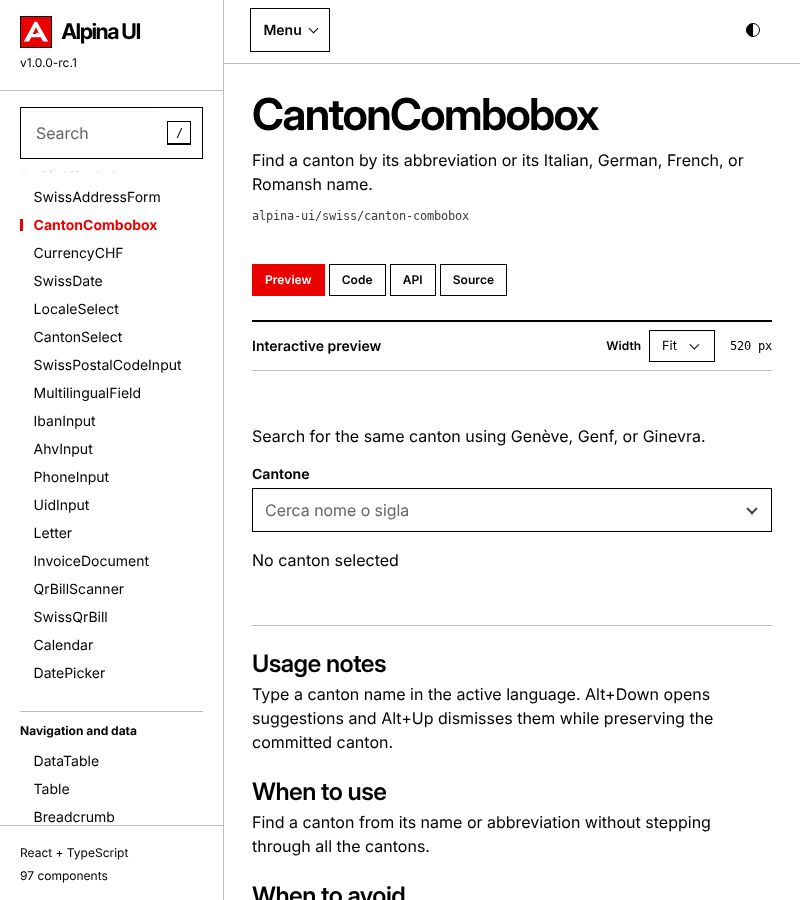 Alpina UI
v1.0.0-rc.1
Search /
SwissAddressForm
CantonCombobox
CurrencyCHF
SwissDate
LocaleSelect
CantonSelect
SwissPostalCodeInput
MultilingualField
IbanInput
AhvInput
PhoneInput
UidInput
Letter
InvoiceDocument
QrBillScanner
SwissQrBill
Calendar
DatePicker
Navigation and data
DataTable
Table
Breadcrumb
React + TypeScript
97 components
Menu
CantonCombobox
Find a canton by its abbreviation or its Italian, German, French, or
Romansh name.
alpina-ui/swiss/canton-combobox
Preview Code API Source
Interactive preview Width Fit 520 px
Search for the same canton using Genève, Genf, or Ginevra.
Cantone
Cerca nome o sigla
No canton selected
Usage notes
Type a canton name in the active language. Alt+Down opens
suggestions and Alt+Up dismisses them while preserving the
committed canton.
When to use
Find a canton from its name or abbreviation without stepping
through all the cantons.
When to avoid